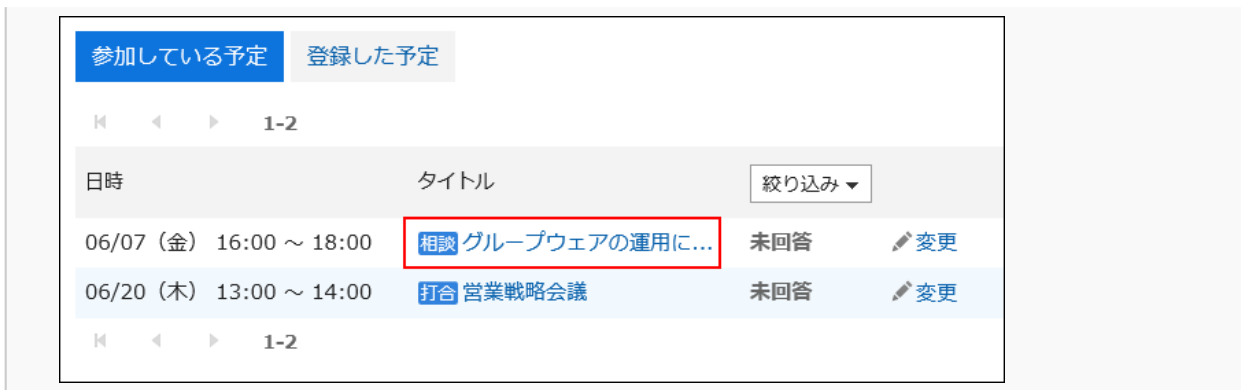 参加している予定 登録した予定
1-2
日時 タイトル 絞り込み
06/07（金） 16:00 ～ 18:00 相談 グループウェアの運用に... 未回答 変更
06/20（木） 13:00 ～ 14:00 打合 営業戦略会議 未回答 変更
1-2